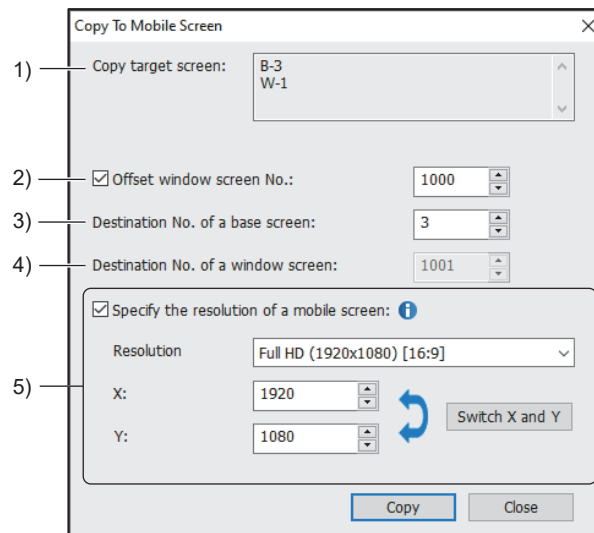 Copy To Mobile Screen
1) Copy target screen: B-3
W-1
2) Offset window screen No.: 1000
3) Destination No. of a base screen: 3
4) Destination No. of a window screen: 1001
Specify the resolution of a mobile screen:
Resolution Full HD (1920x1080) [16:9]
5) X: 1920
Switch X and Y
Y: 1080
Copy Close